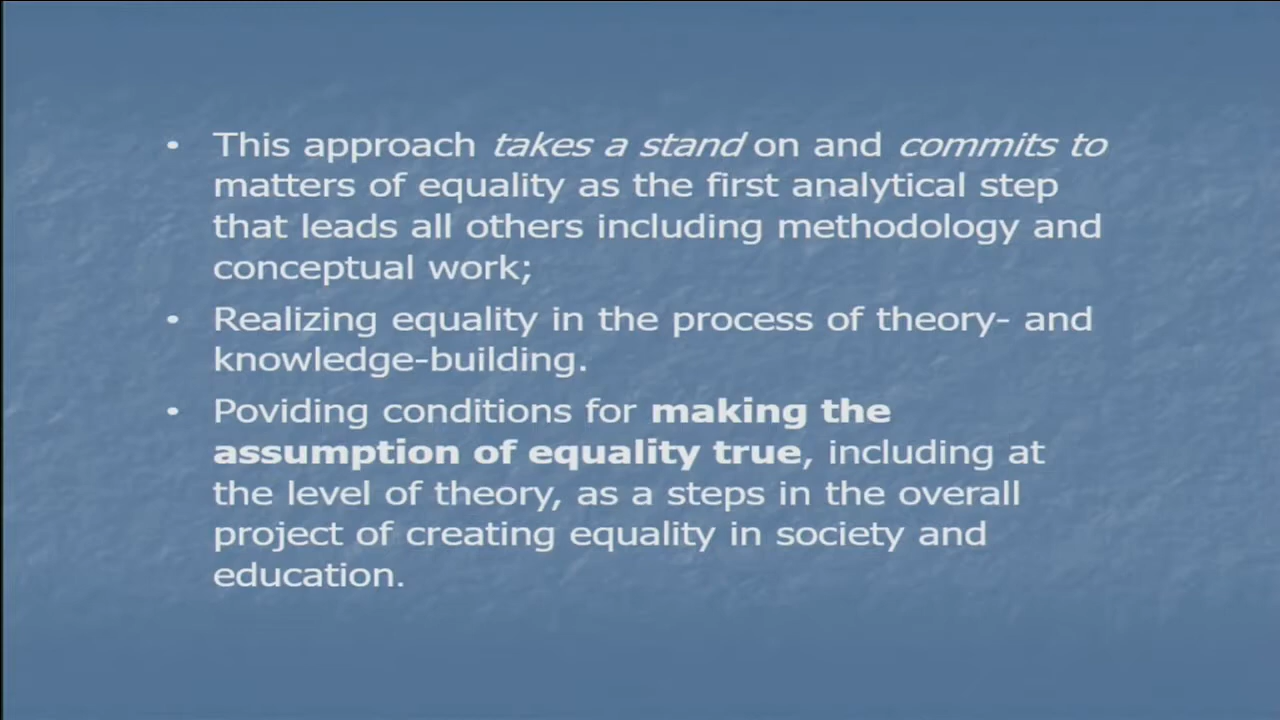 • This approach takes a stand on and commits to
matters of equality as the first analytical step
that leads all others including methodology and
conceptual work;
• Realizing equality in the process of theory- and
knowledge-building.
• Poviding conditions for making the
assumption of equality true, including at
the level of theory, as a steps in the overall
project of creating equality in society and
education.